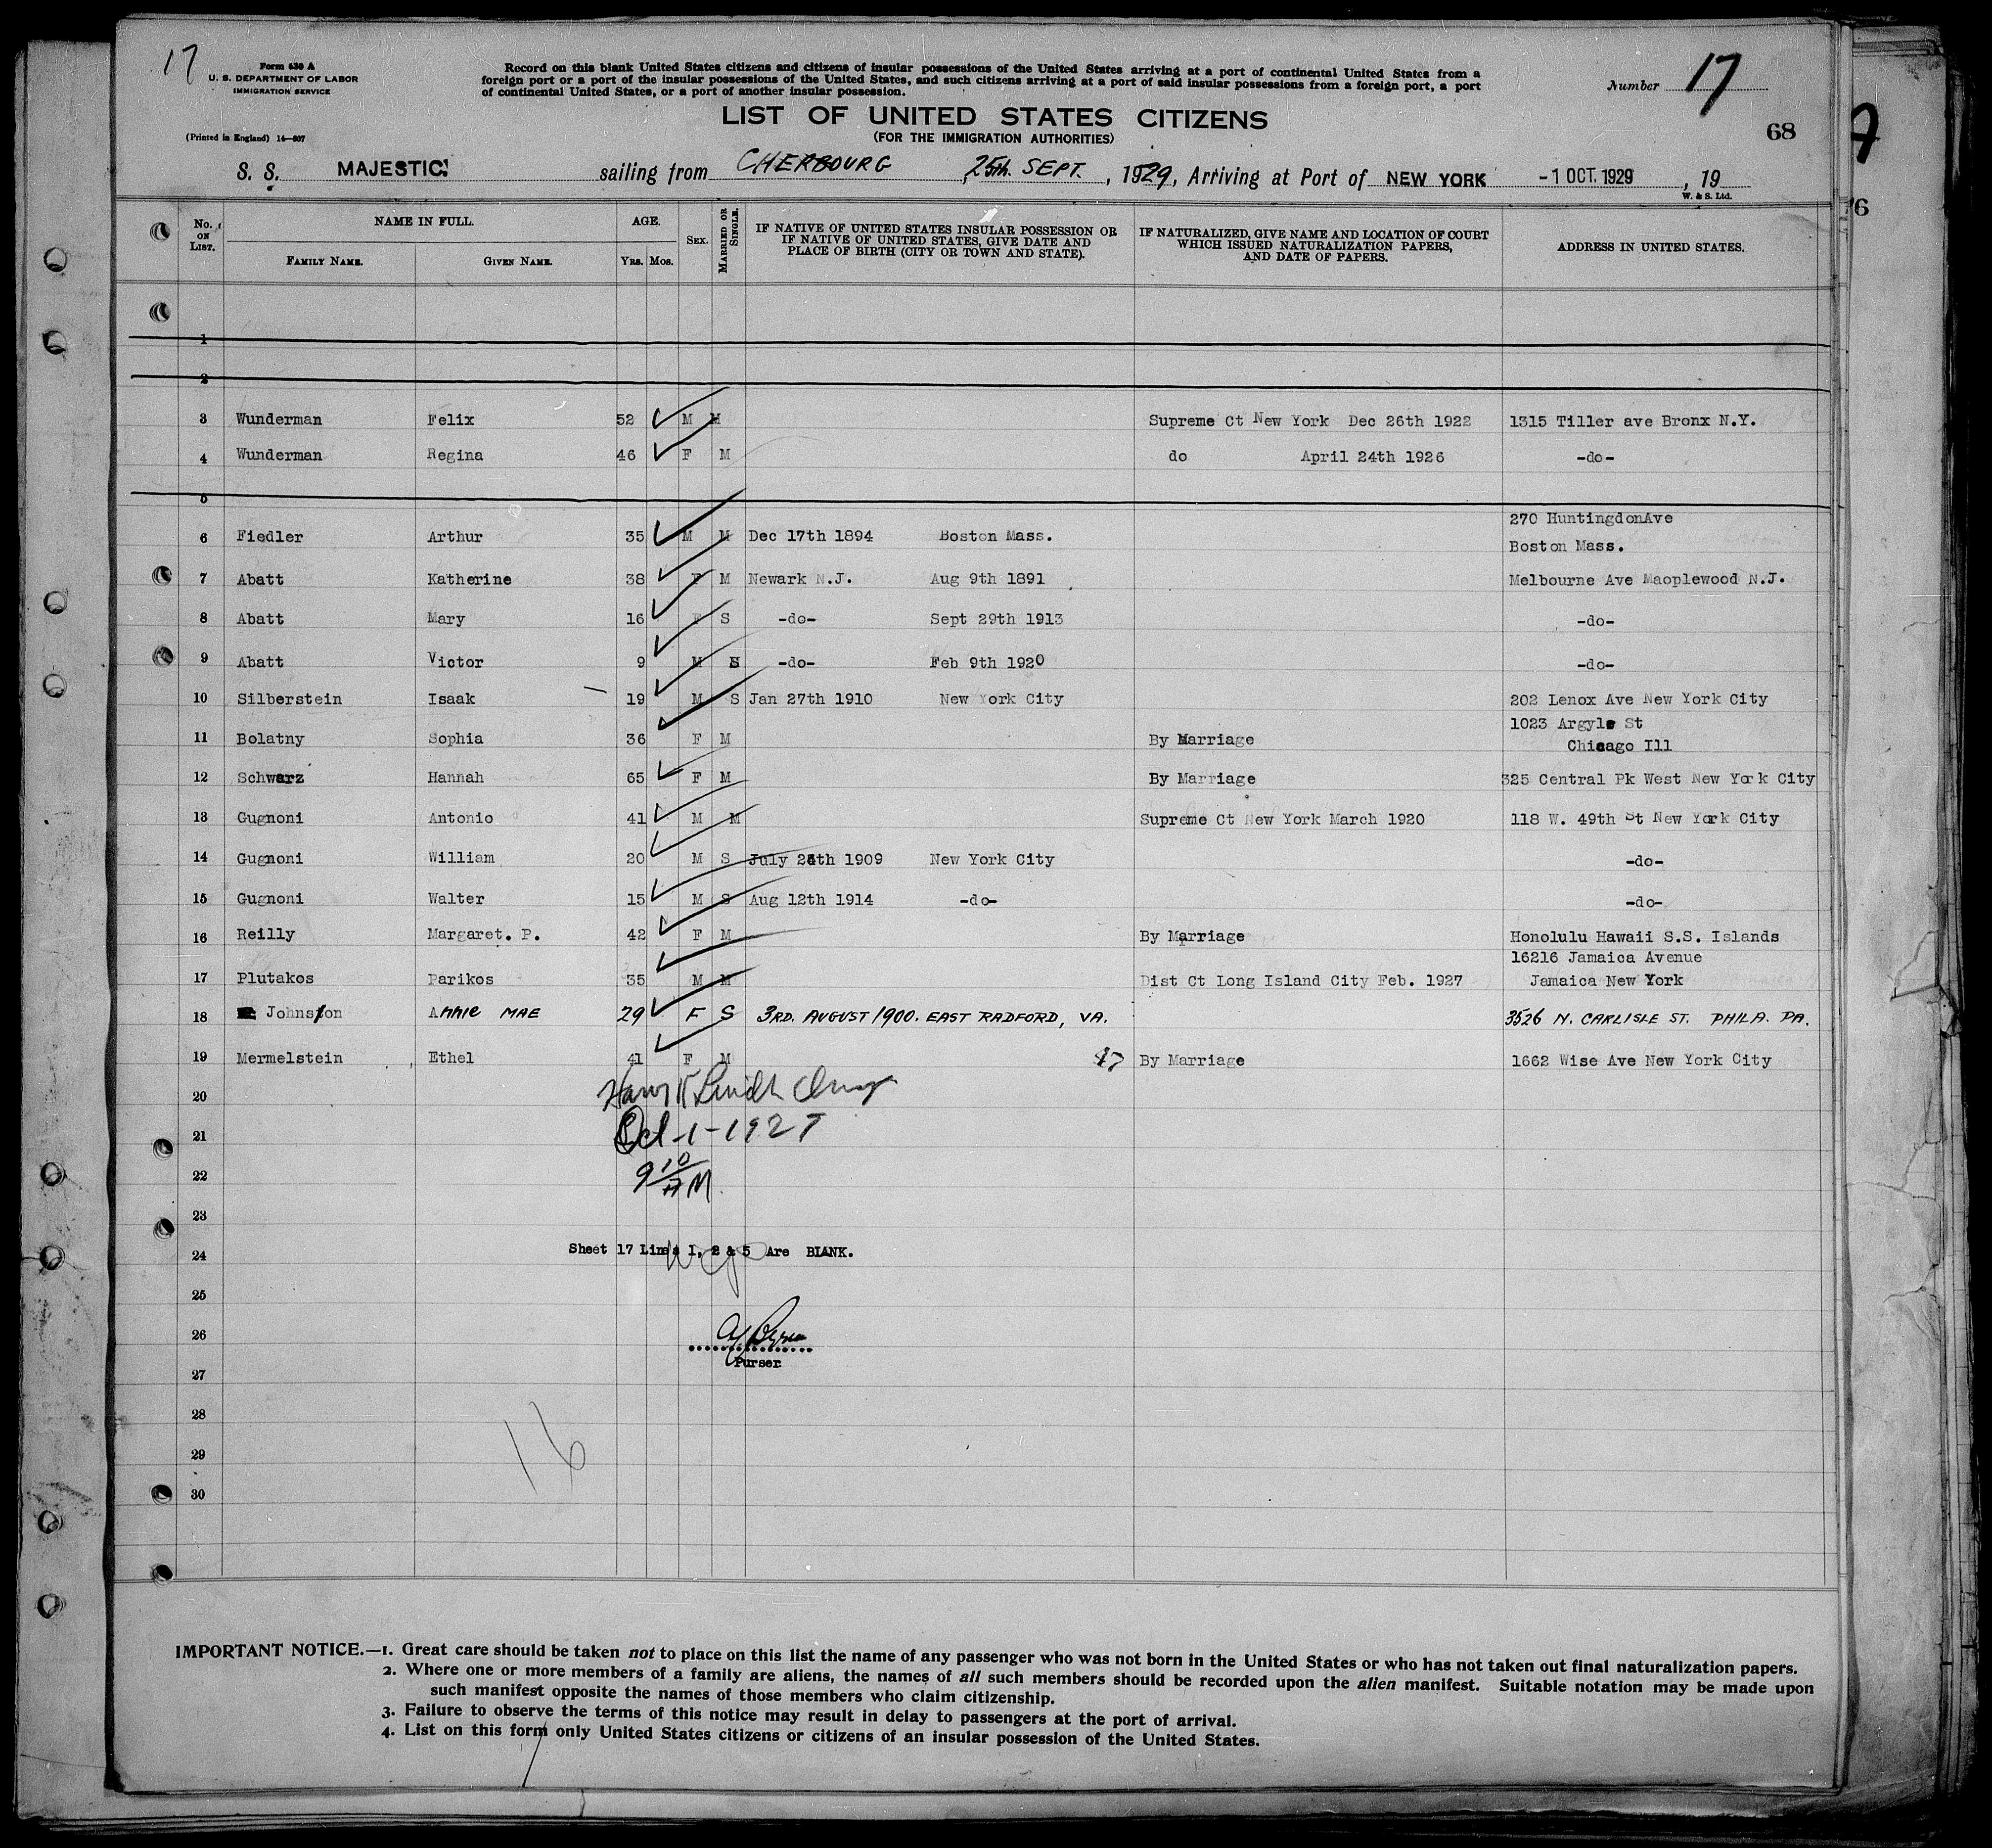 17
Form 630 A
U. S. DEPARTMENT OF LABOR
IMMIGRATION SERVICE
(Printed in England) 14—607
Record on this blank United States citizens and citizens of insular possessions of the United States arriving at a port of continental United States from a
foreign port or a port of the insular possessions of the United States, and such citizens arriving at a port of said insular possessions from a foreign port, a port
of continental United States, or a port of another insular possession.
Number 17
LIST OF UNITED STATES CITIZENS
(FOR THE IMMIGRATION AUTHORITIES)
68
S. S. MAJESTIC sailing from CHERBOURG, 25th. SEPT., 1929, Arriving at Port of NEW YORK -1 OCT. 1929, 19
W. & S. Ltd.
76
No. ON LIST. NAME IN FULL. FAMILY NAME. GIVEN NAME. AGE. YRS. MOS. SEX. MARRIED OR SINGLE. IF NATIVE OF UNITED STATES INSULAR POSSESSION OR IF NATIVE OF UNITED STATES, GIVE DATE AND PLACE OF BIRTH (CITY OR TOWN AND STATE). IF NATURALIZED, GIVE NAME AND LOCATION OF COURT WHICH ISSUED NATURALIZATION PAPERS, AND DATE OF PAPERS. ADDRESS IN UNITED STATES.
1
2
3 Wunderman Felix 52 M M Supreme Ct New York Dec 26th 1922 1315 Tiller ave Bronx N.Y.
4 Wunderman Regina 46 F M do April 24th 1926 -do-
5
6 Fiedler Arthur 35 M M Dec 17th 1894 Boston Mass. 270 HuntingdonAve Boston Mass.
7 Abatt Katherine 38 F M Newark N.J. Aug 9th 1891 Melbourne Ave Maoplewood N.J.
8 Abatt Mary 16 F S -do- Sept 29th 1913 -do-
9 Abatt Victor 9 M S -do- Feb 9th 1920 -do-
10 Silberstein Isaak 19 M S Jan 27th 1910 New York City 202 Lenox Ave New York City
11 Bolatny Sophia 36 F M By Marriage 1023 Argyle St Chicago Ill
12 Schwarz Hannah 65 F M By Marriage 325 Central Pk West New York City
13 Gugnoni Antonio 41 M M Supreme Ct New York March 1920 118 W. 49th St New York City
14 Gugnoni William 20 M S July 1909 New York City -do-
15 Gugnoni Walter 15 M S Aug 12th 1914 -do- -do-
16 Reilly Margaret. P. 42 F M By Marriage Honolulu Hawaii S.S. Islands
17 Plutakos Parikos 35 M M Dist Ct Long Island City Feb. 1927 16216 Jamaica Avenue Jamaica New York
18 Johnston Annie MAE 29 F S 3RD. AUGUST 1900. EAST RADFORD, VA. 3526 N. CARLISLE ST. PHILA. PA.
19 Mermelstein Ethel 41 F M By Marriage 1662 Wise Ave New York City
20
21 Oct-1-
22 9 10 AM
23
24 Sheet 17 Lines 1, 2 & 5 Are BLANK.
25
26
Purser
27
28
29
16
30
IMPORTANT NOTICE.—1. Great care should be taken not to place on this list the name of any passenger who was not born in the United States or who has not taken out final naturalization papers.
2. Where one or more members of a family are aliens, the names of all such members should be recorded upon the alien manifest. Suitable notation may be made upon
such manifest opposite the names of those members who claim citizenship.
3. Failure to observe the terms of this notice may result in delay to passengers at the port of arrival.
4. List on this form only United States citizens or citizens of an insular possession of the United States.